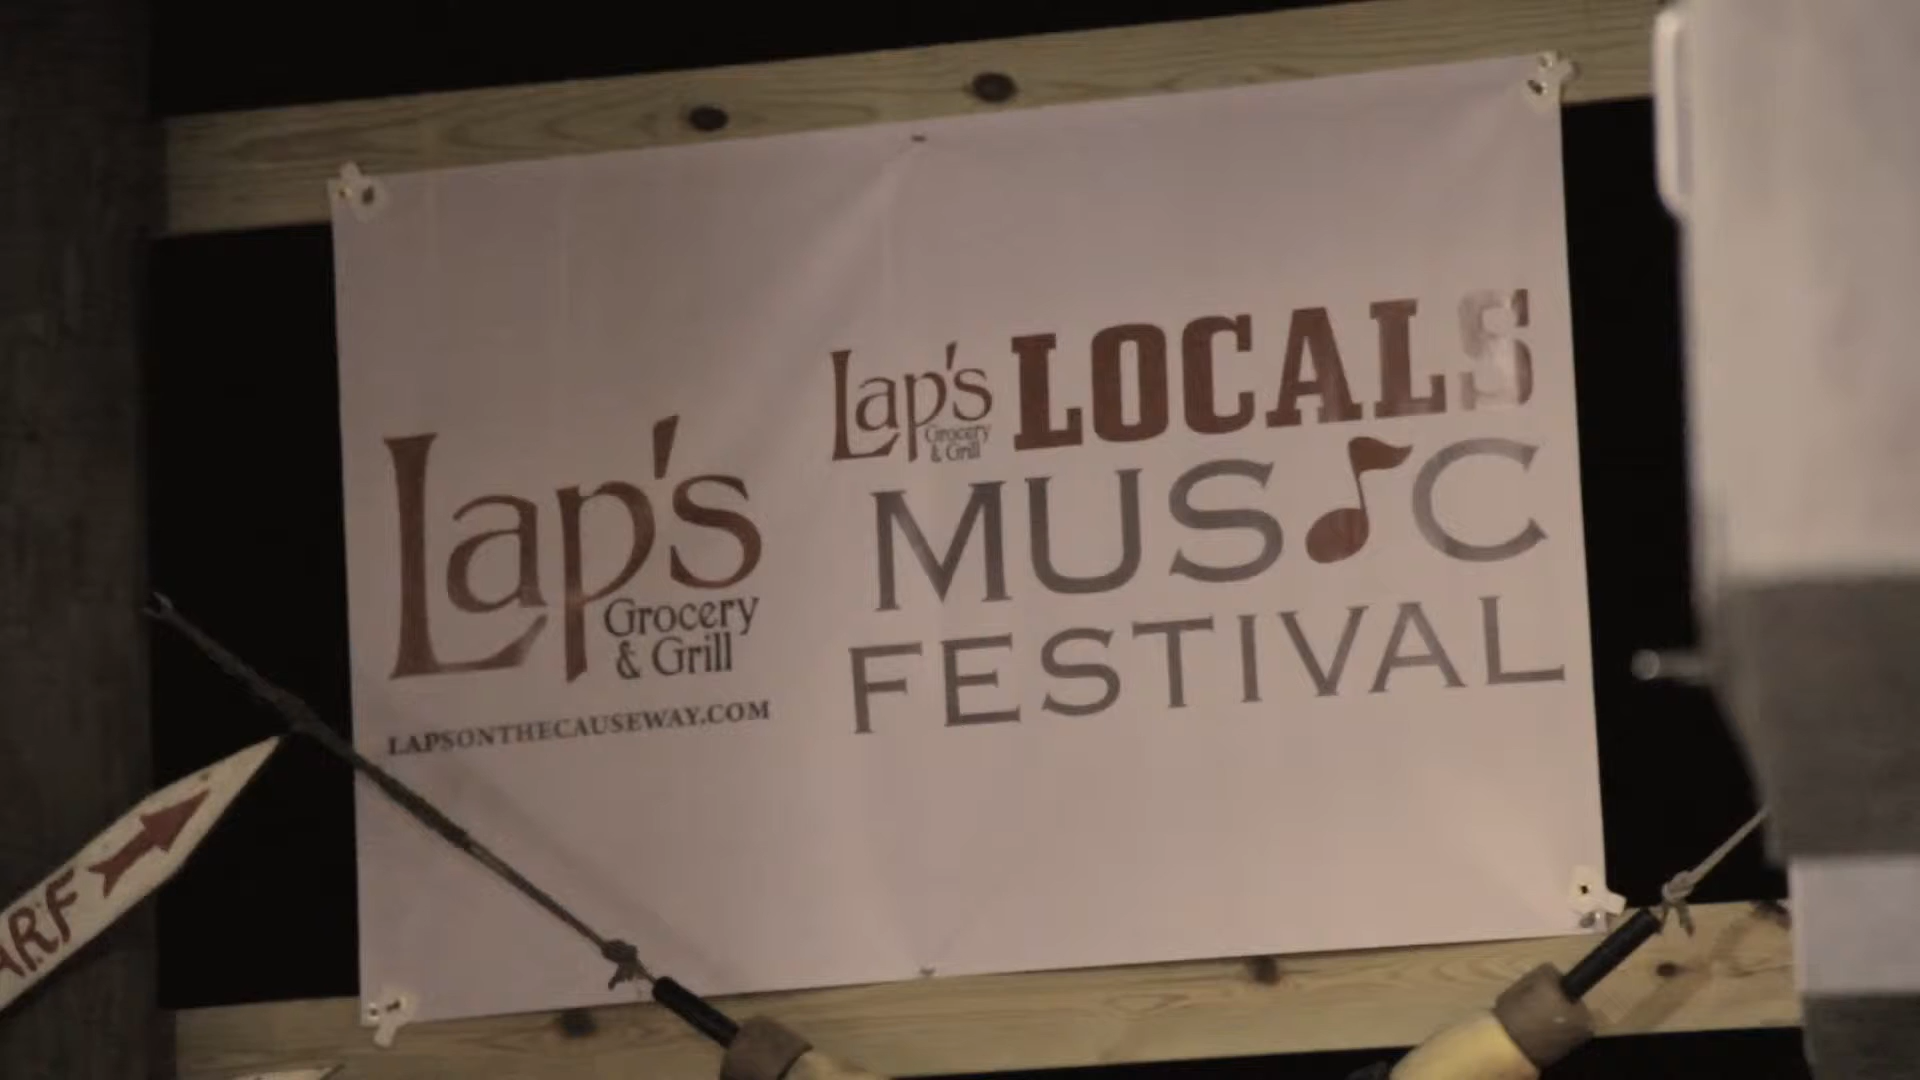 Lap's
Grocery
& Grill
LAPSONTHECAUSEWAY.COM
Lap's
Grocery
& Grill
LOCALS
MUSIC
FESTIVAL